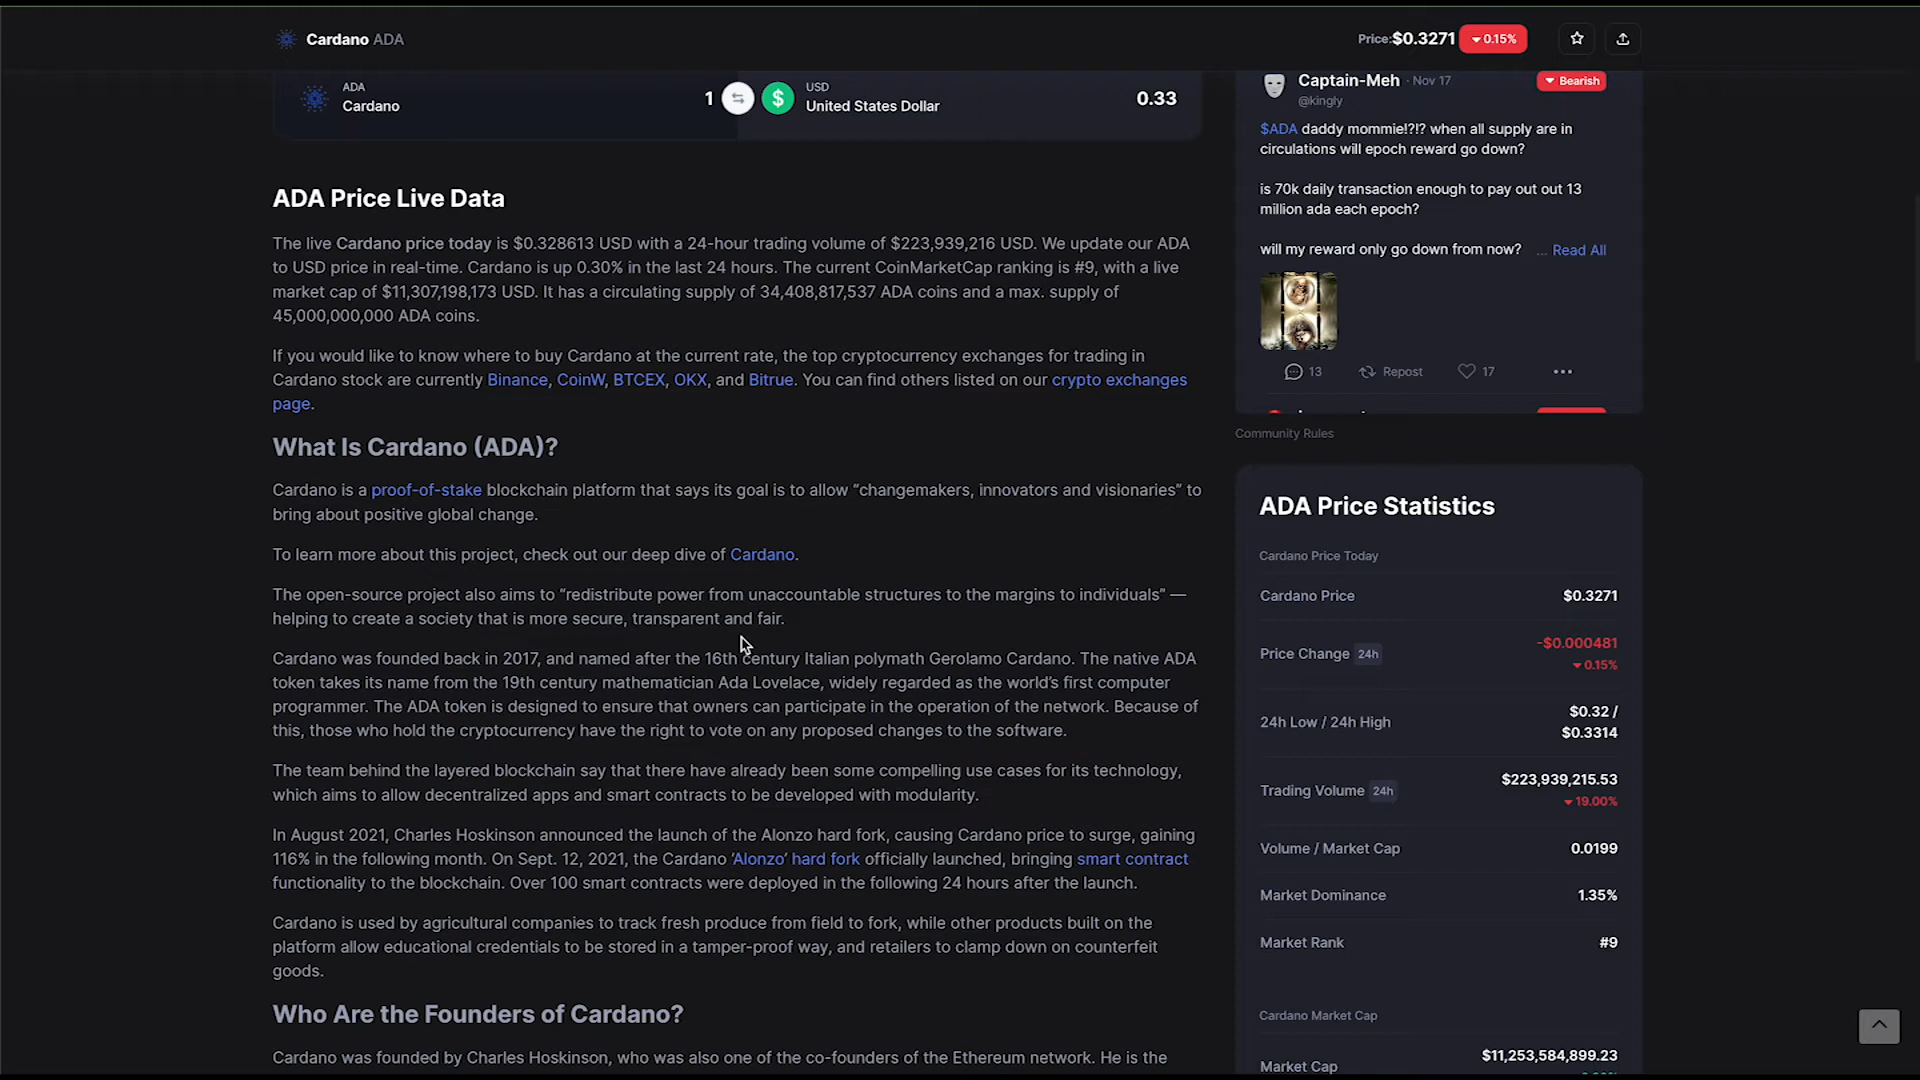 Cardano ADA
Price:$0.3271 0.15%
ADA
Cardano
1
USD
United States Dollar
0.33
ADA Price Live Data
The live Cardano price today is $0.328613 USD with a 24-hour trading volume of $223,939,216 USD. We update our ADA
to USD price in real-time. Cardano is up 0.30% in the last 24 hours. The current CoinMarketCap ranking is #9, with a live
market cap of $11,307,198,173 USD. It has a circulating supply of 34,408,817,537 ADA coins and a max. supply of
45,000,000,000 ADA coins.
If you would like to know where to buy Cardano at the current rate, the top cryptocurrency exchanges for trading in
Cardano stock are currently Binance, CoinW, BTCEX, OKX, and Bitrue. You can find others listed on our crypto exchanges
page.
What Is Cardano (ADA)?
Cardano is a proof-of-stake blockchain platform that says its goal is to allow “changemakers, innovators and visionaries” to
bring about positive global change.
To learn more about this project, check out our deep dive of Cardano.
The open-source project also aims to “redistribute power from unaccountable structures to the margins to individuals” —
helping to create a society that is more secure, transparent and fair.
Cardano was founded back in 2017, and named after the 16th century Italian polymath Gerolamo Cardano. The native ADA
token takes its name from the 19th century mathematician Ada Lovelace, widely regarded as the world’s first computer
programmer. The ADA token is designed to ensure that owners can participate in the operation of the network. Because of
this, those who hold the cryptocurrency have the right to vote on any proposed changes to the software.
The team behind the layered blockchain say that there have already been some compelling use cases for its technology,
which aims to allow decentralized apps and smart contracts to be developed with modularity.
In August 2021, Charles Hoskinson announced the launch of the Alonzo hard fork, causing Cardano price to surge, gaining
116% in the following month. On Sept. 12, 2021, the Cardano ‘Alonzo’ hard fork officially launched, bringing smart contract
functionality to the blockchain. Over 100 smart contracts were deployed in the following 24 hours after the launch.
Cardano is used by agricultural companies to track fresh produce from field to fork, while other products built on the
platform allow educational credentials to be stored in a tamper-proof way, and retailers to clamp down on counterfeit
goods.
Who Are the Founders of Cardano?
Cardano was founded by Charles Hoskinson, who was also one of the co-founders of the Ethereum network. He is the
Captain-Meh · Nov 17 Bearish
@kingly
$ADA daddy mommie!?!? when all supply are in
circulations will epoch reward go down?
is 70k daily transaction enough to pay out out 13
million ada each epoch?
will my reward only go down from now? ... Read All
13 Repost 17
Community Rules
ADA Price Statistics
Cardano Price Today
Cardano Price $0.3271
Price Change 24h -$0.000481
0.15%
24h Low / 24h High $0.32 /
$0.3314
Trading Volume 24h $223,939,215.53
19.00%
Volume / Market Cap 0.0199
Market Dominance 1.35%
Market Rank #9
Cardano Market Cap
Market Cap $11,253,584,899.23